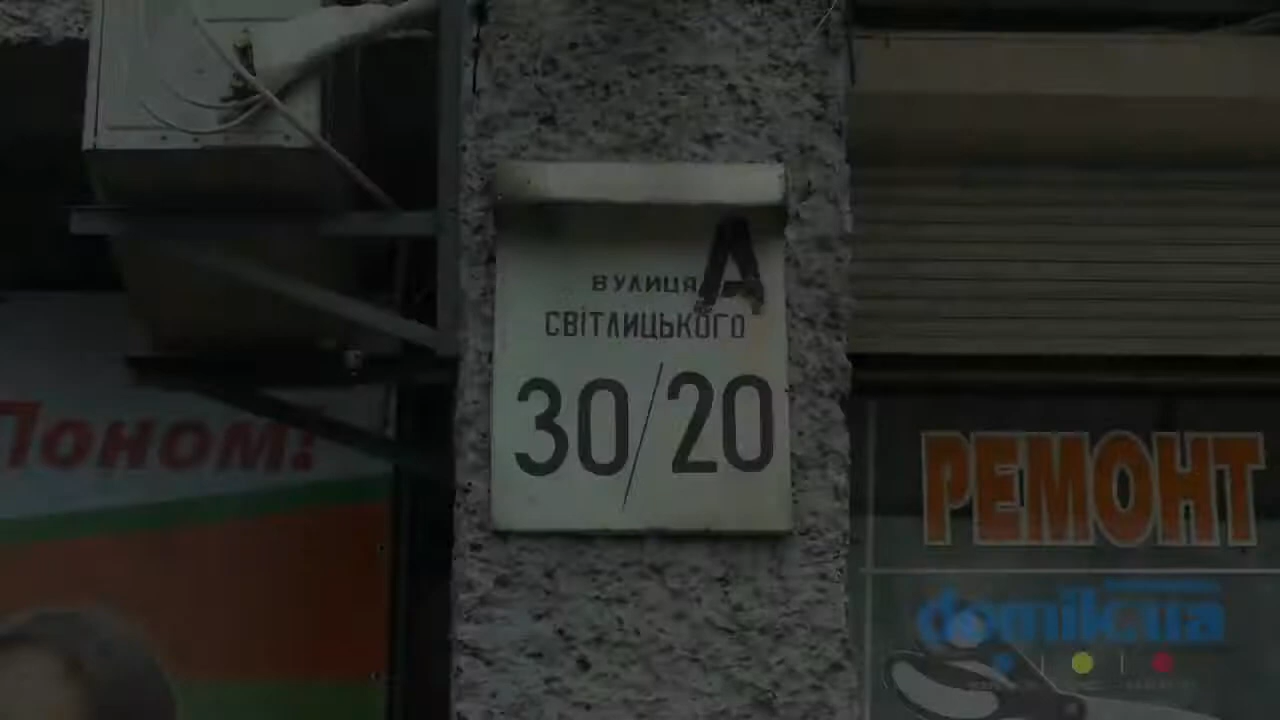 ВУЛИЦЯ
А
СВІТЛИЦЬКОГО
30/20
Поном!
РЕМОНТ
domik.ua